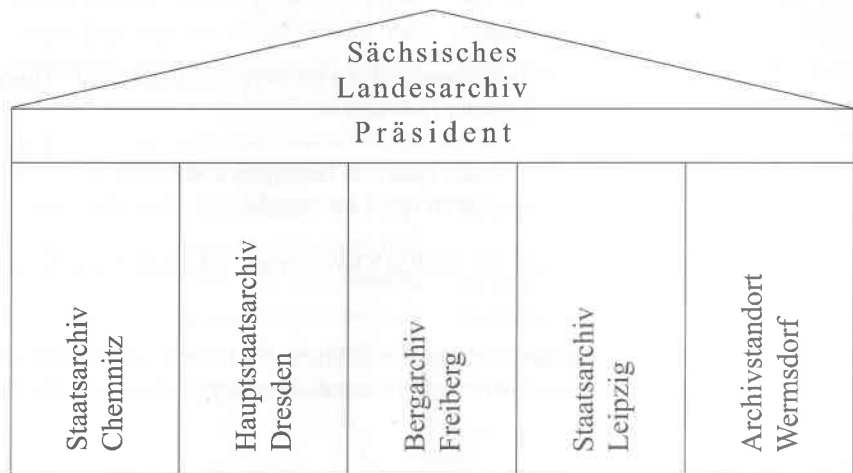 Sächsisches
Landesarchiv
Präsident
Staatsarchiv
Chemnitz
Hauptstaatsarchiv
Dresden
Bergarchiv
Freiberg
Staatsarchiv
Leipzig
Archivstandort
Wermsdorf